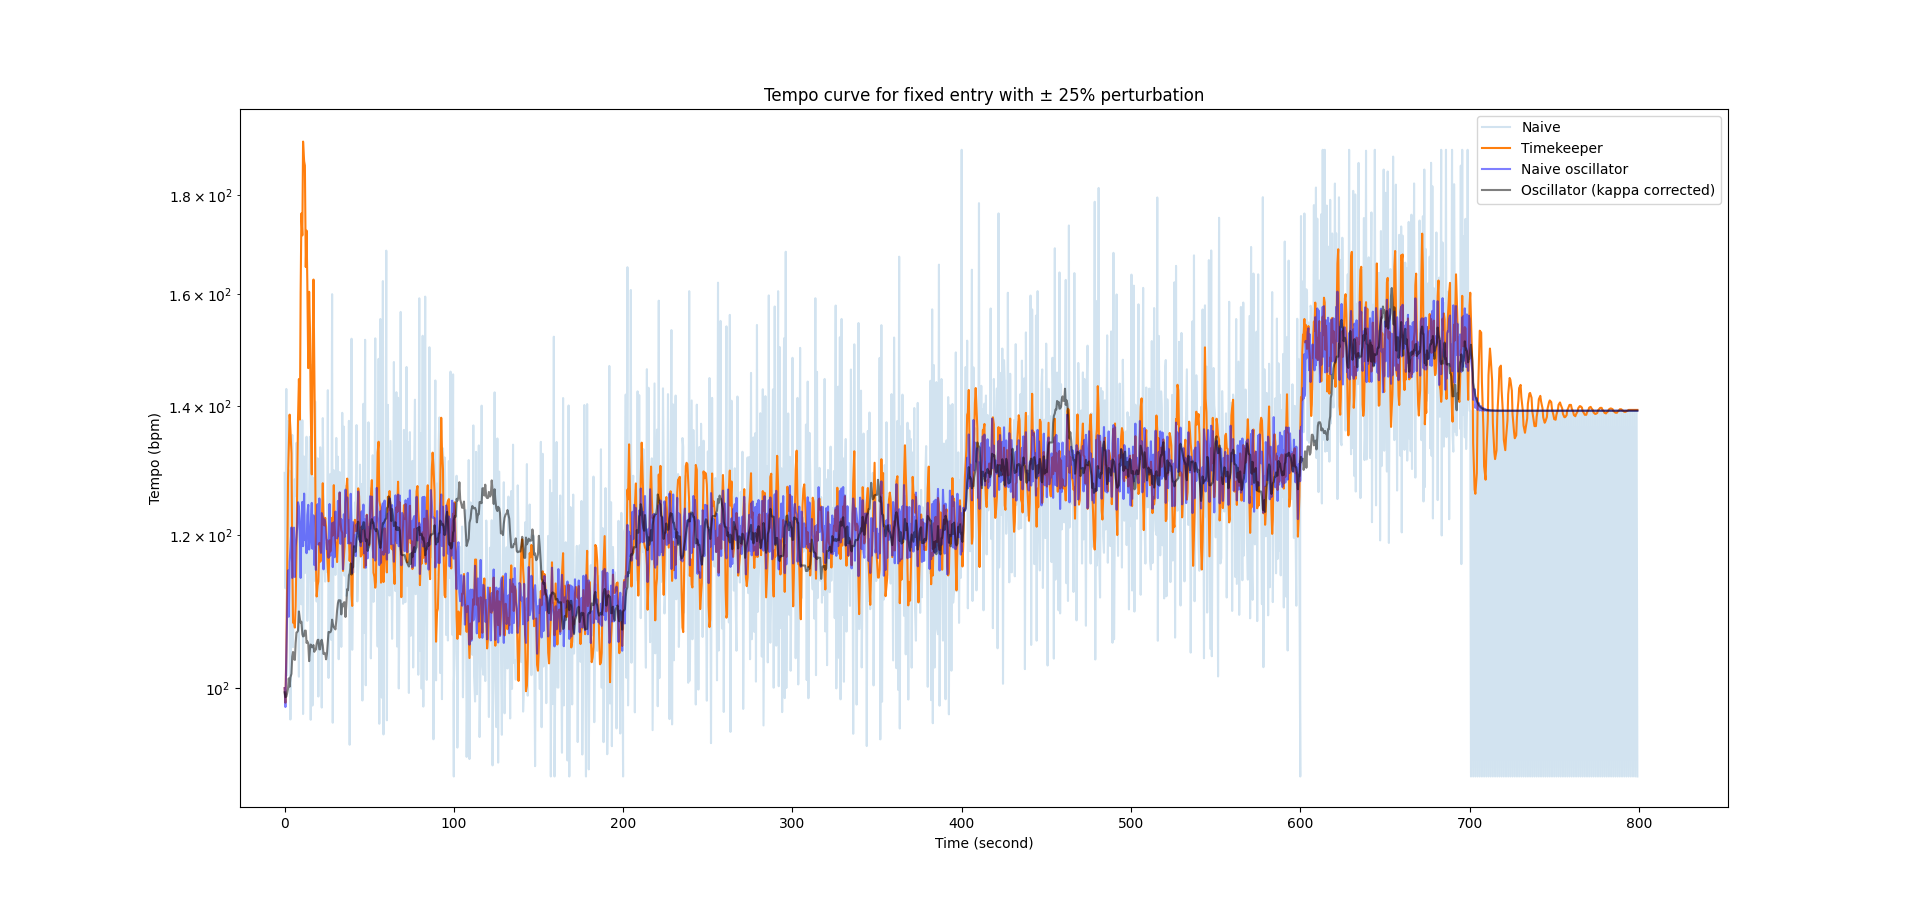 Tempo curve for fixed entry with ± 25% perturbation
Naive
Timekeeper
Naive oscillator
Oscillator (kappa corrected)
Tempo (bpm)
1.8 × 10²
1.6 × 10²
1.4 × 10²
1.2 × 10²
10²
0 100 200 300 400 500 600 700 800
Time (second)